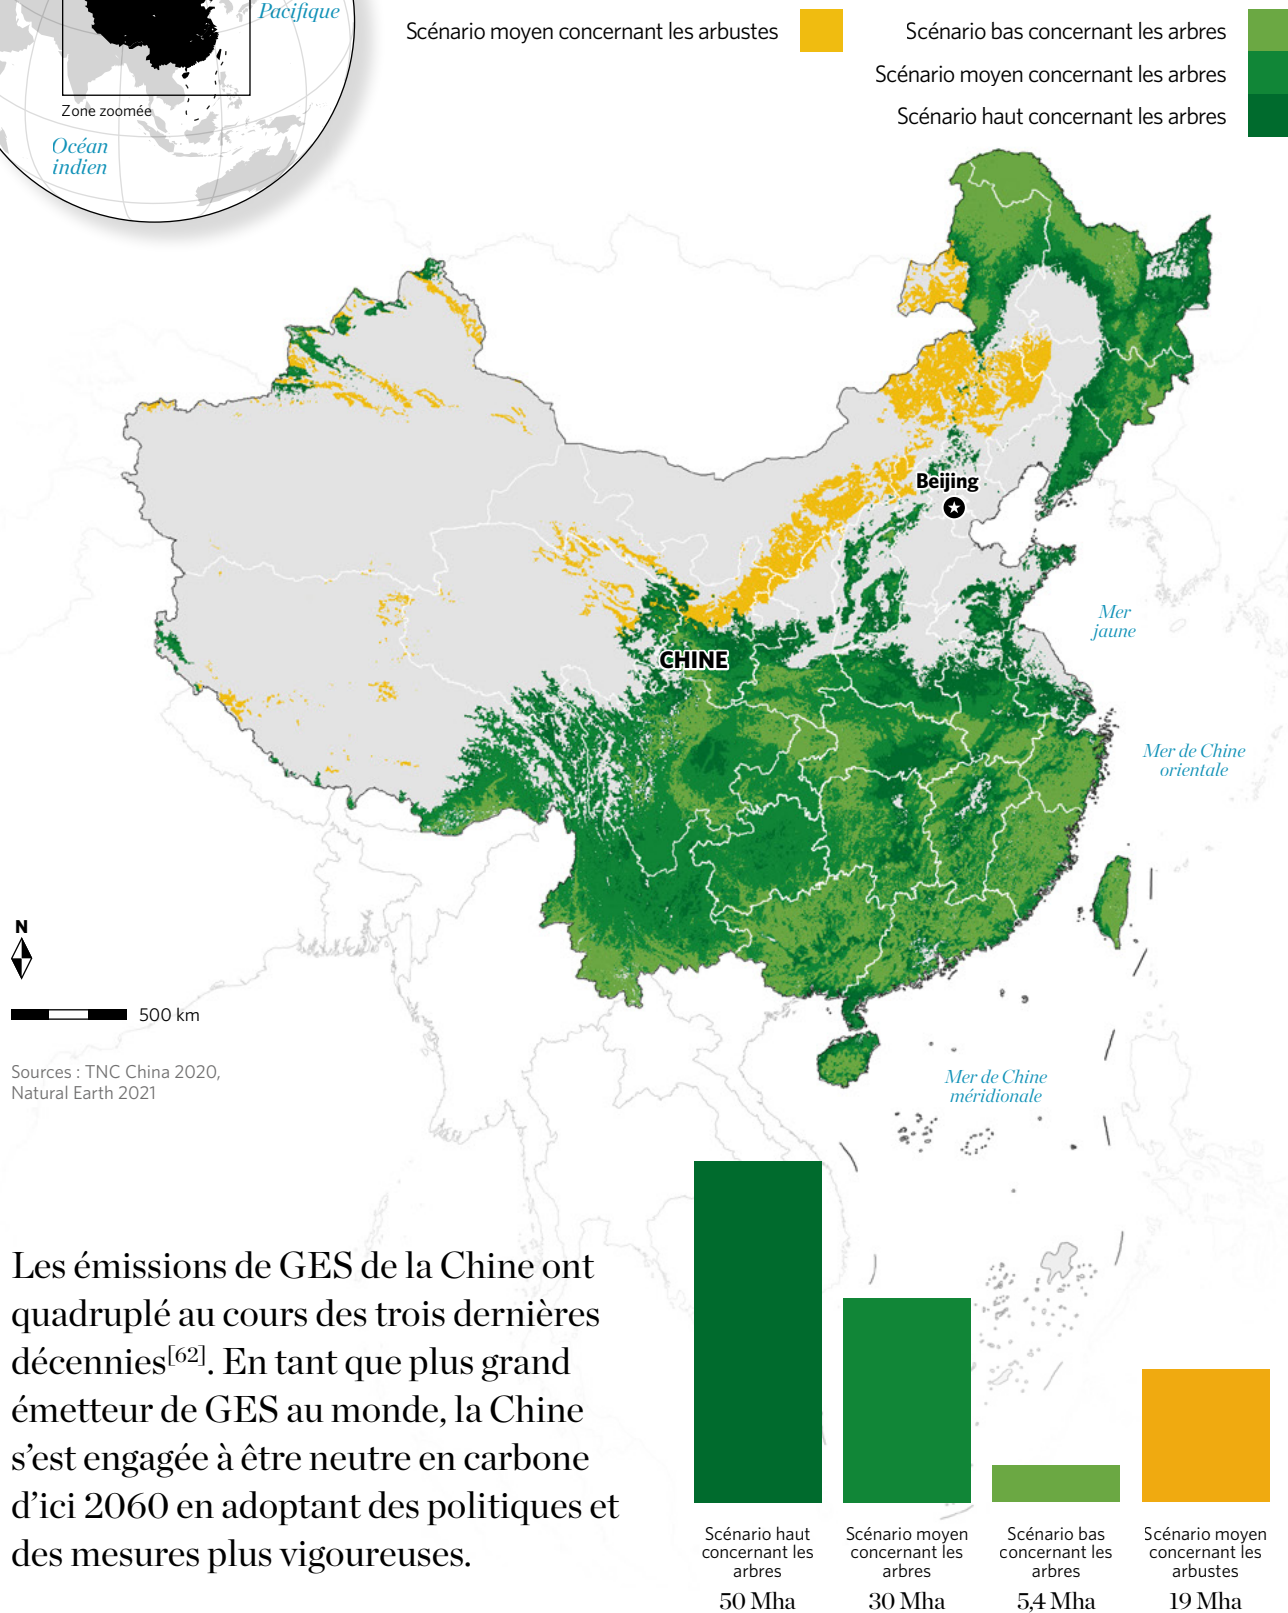 Pacifique
Zone zoomée
Océan
indien
Scénario moyen concernant les arbustes
Scénario bas concernant les arbres
Scénario moyen concernant les arbres
Scénario haut concernant les arbres
Beijing
CHINE
Mer
jaune
Mer de Chine
orientale
Mer de Chine
méridionale
N
500 km
Sources : TNC China 2020,
Natural Earth 2021
Les émissions de GES de la Chine ont
quadruplé au cours des trois dernières
décennies[62]. En tant que plus grand
émetteur de GES au monde, la Chine
s’est engagée à être neutre en carbone
d’ici 2060 en adoptant des politiques et
des mesures plus vigoureuses.
Scénario haut
concernant les
arbres
50 Mha
Scénario moyen
concernant les
arbres
30 Mha
Scénario bas
concernant les
arbres
5,4 Mha
Scénario moyen
concernant les
arbustes
19 Mha